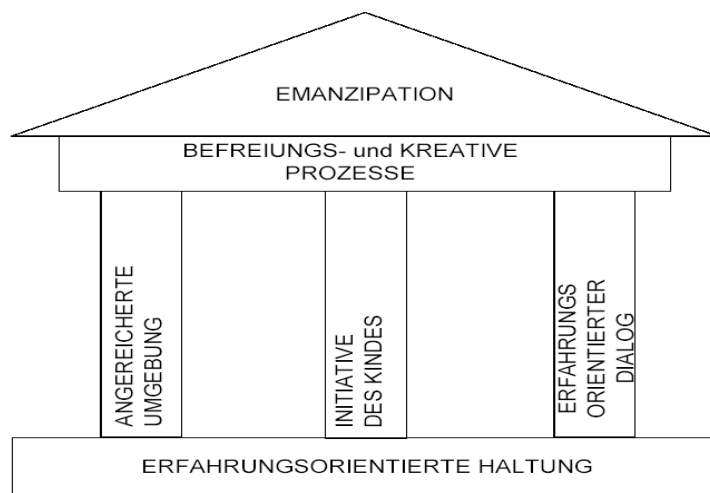 EMANZIPATION
BEFREIUNGS- und KREATIVE
PROZESSE
ANGEREICHERTE
UMGEBUNG
INITIATIVE
DES KINDES
ERFAHRUNGS
ORIENTIERTER
DIALOG
ERFAHRUNGSORIENTIERTE HALTUNG